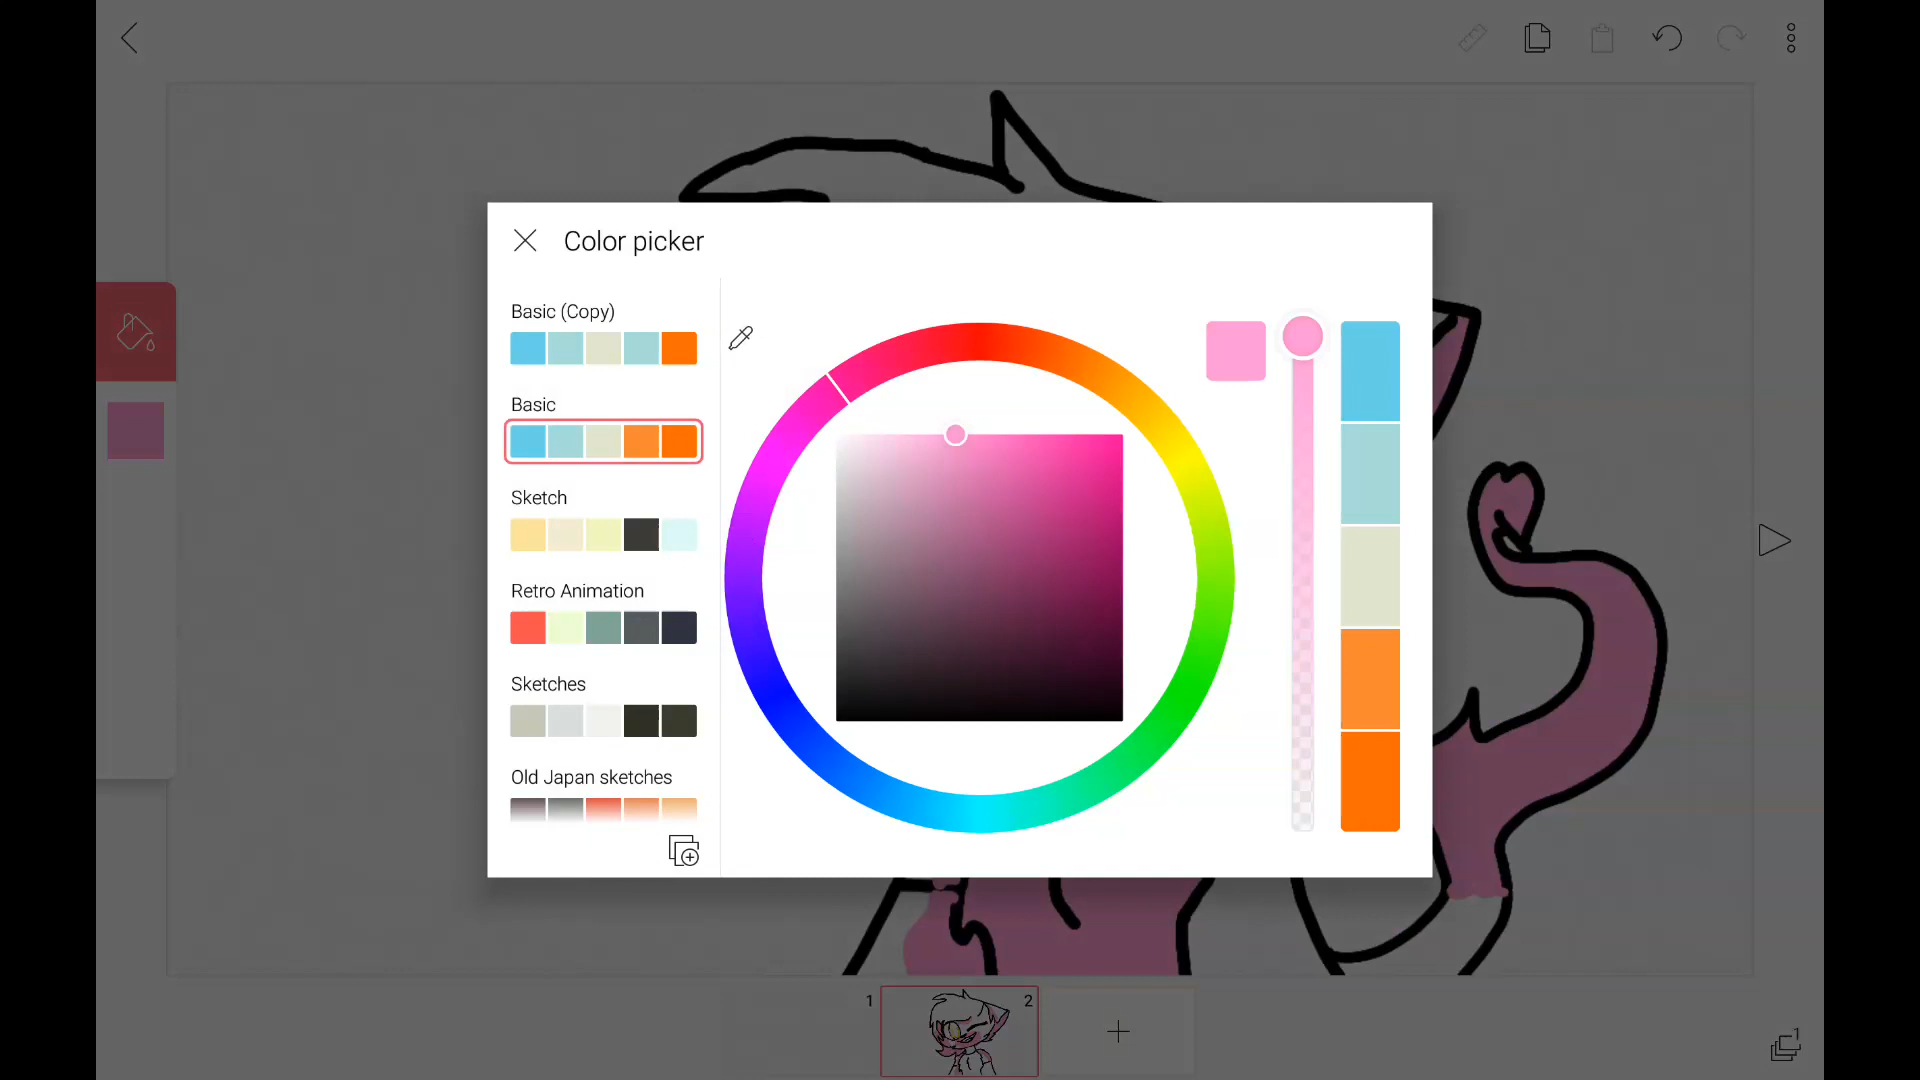 Color picker
Basic (Copy)
Basic
Sketch
Retro Animation
Sketches
Old Japan sketches
1
2
1